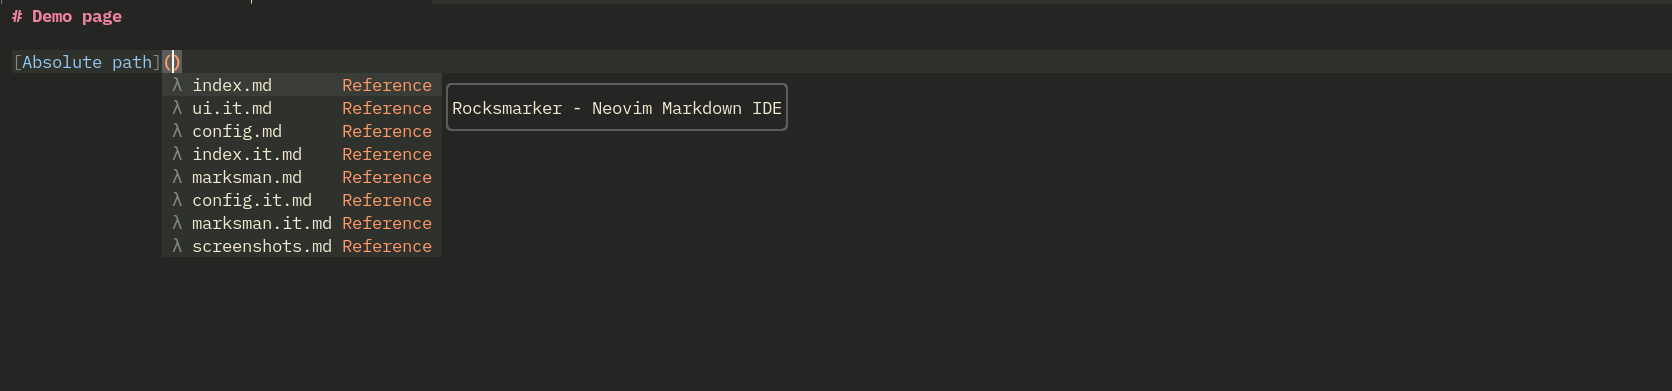 # Demo page
[Absolute path]()
λ index.md Reference
Rocksmarker - Neovim Markdown IDE
λ ui.it.md Reference
λ config.md Reference
λ index.it.md Reference
λ marksman.md Reference
λ config.it.md Reference
λ marksman.it.md Reference
λ screenshots.md Reference